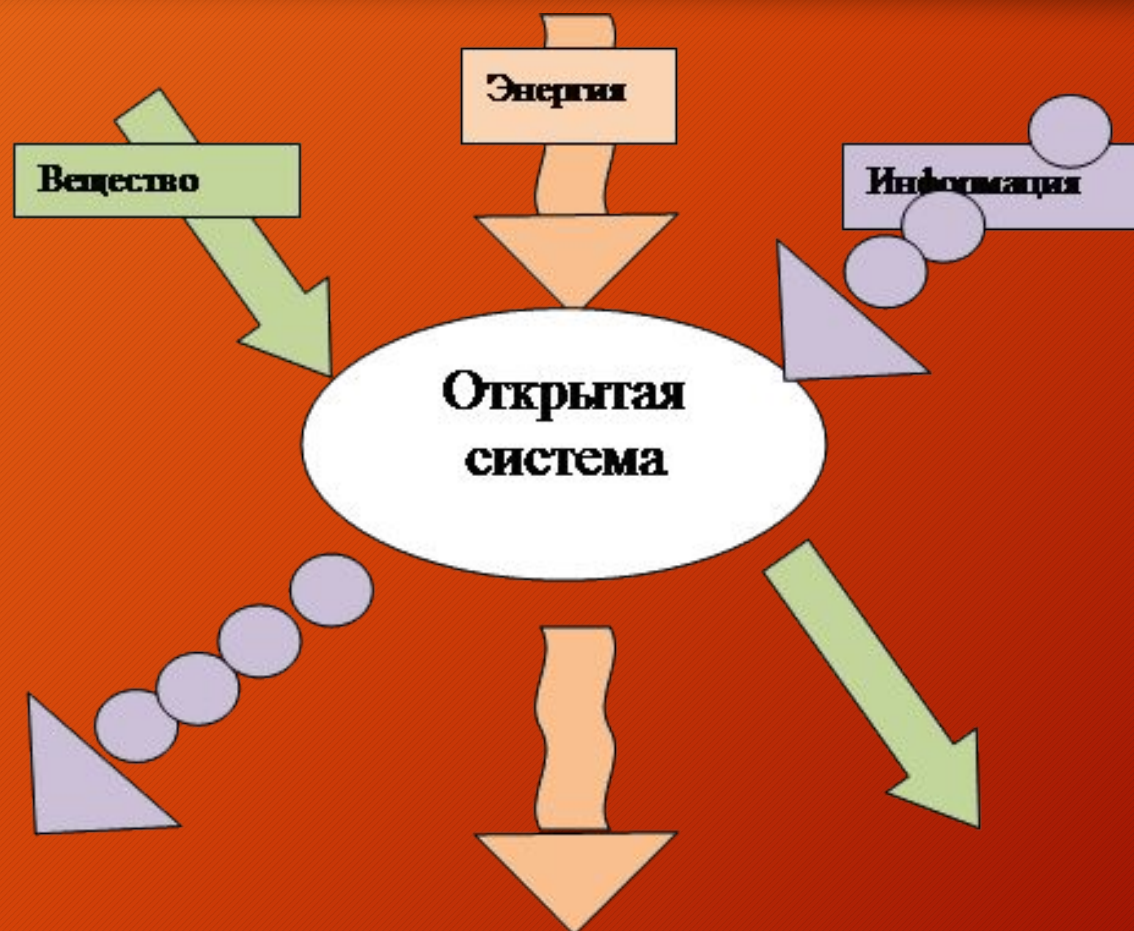 Энергия
Вещество
Информация
Открытая
система